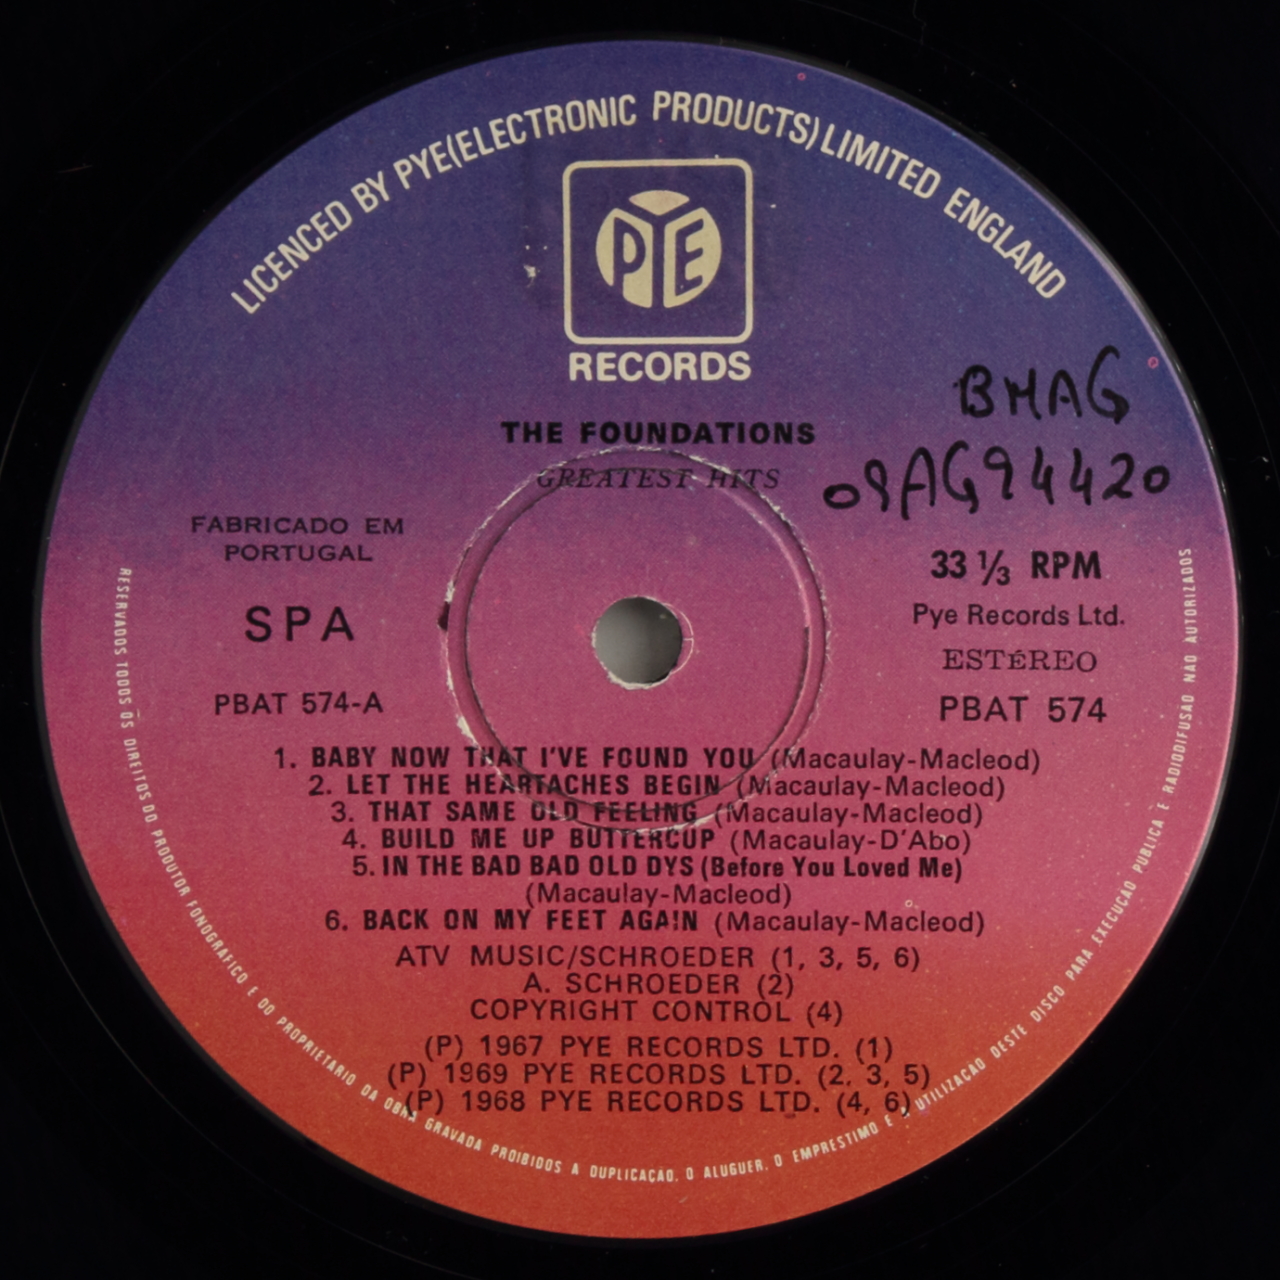 LICENCED BY PYE(ELECTRONIC PRODUCTS)LIMITED ENGLAND
PYE
RECORDS
THE FOUNDATIONS
GREATEST HITS
BMAG
09AG94420
FABRICADO EM
PORTUGAL
SPA
PBAT 574-A
33 ⅓ RPM
Pye Records Ltd.
ESTÉREO
PBAT 574
1. BABY NOW THAT I'VE FOUND YOU (Macaulay-Macleod)
2. LET THE HEARTACHES BEGIN (Macaulay-Macleod)
3. THAT SAME OLD FEELING (Macaulay-Macleod)
4. BUILD ME UP BUTTERCUP (Macaulay-D'Abo)
5. IN THE BAD BAD OLD DYS (Before You Loved Me)
(Macaulay-Macleod)
6. BACK ON MY FEET AGAIN (Macaulay-Macleod)
ATV MUSIC/SCHROEDER (1, 3, 5, 6)
A. SCHROEDER (2)
COPYRIGHT CONTROL (4)
(P) 1967 PYE RECORDS LTD. (1)
(P) 1969 PYE RECORDS LTD. (2, 3, 5)
(P) 1968 PYE RECORDS LTD. (4, 6)
RESERVADOS TODOS OS DIREITOS DO PRODUTOR FONOGRAFICO E DO PROPRIETARIO DA OBRA GRAVADA PROIBIDOS A DUPLICAÇAO. O ALUGUER. O EMPRESTIMO E A UTILIZAÇAO DESTE DISCO PARA EXECUÇAO PUBLICA E RADIODIFUSAO NAO AUTORIZADOS